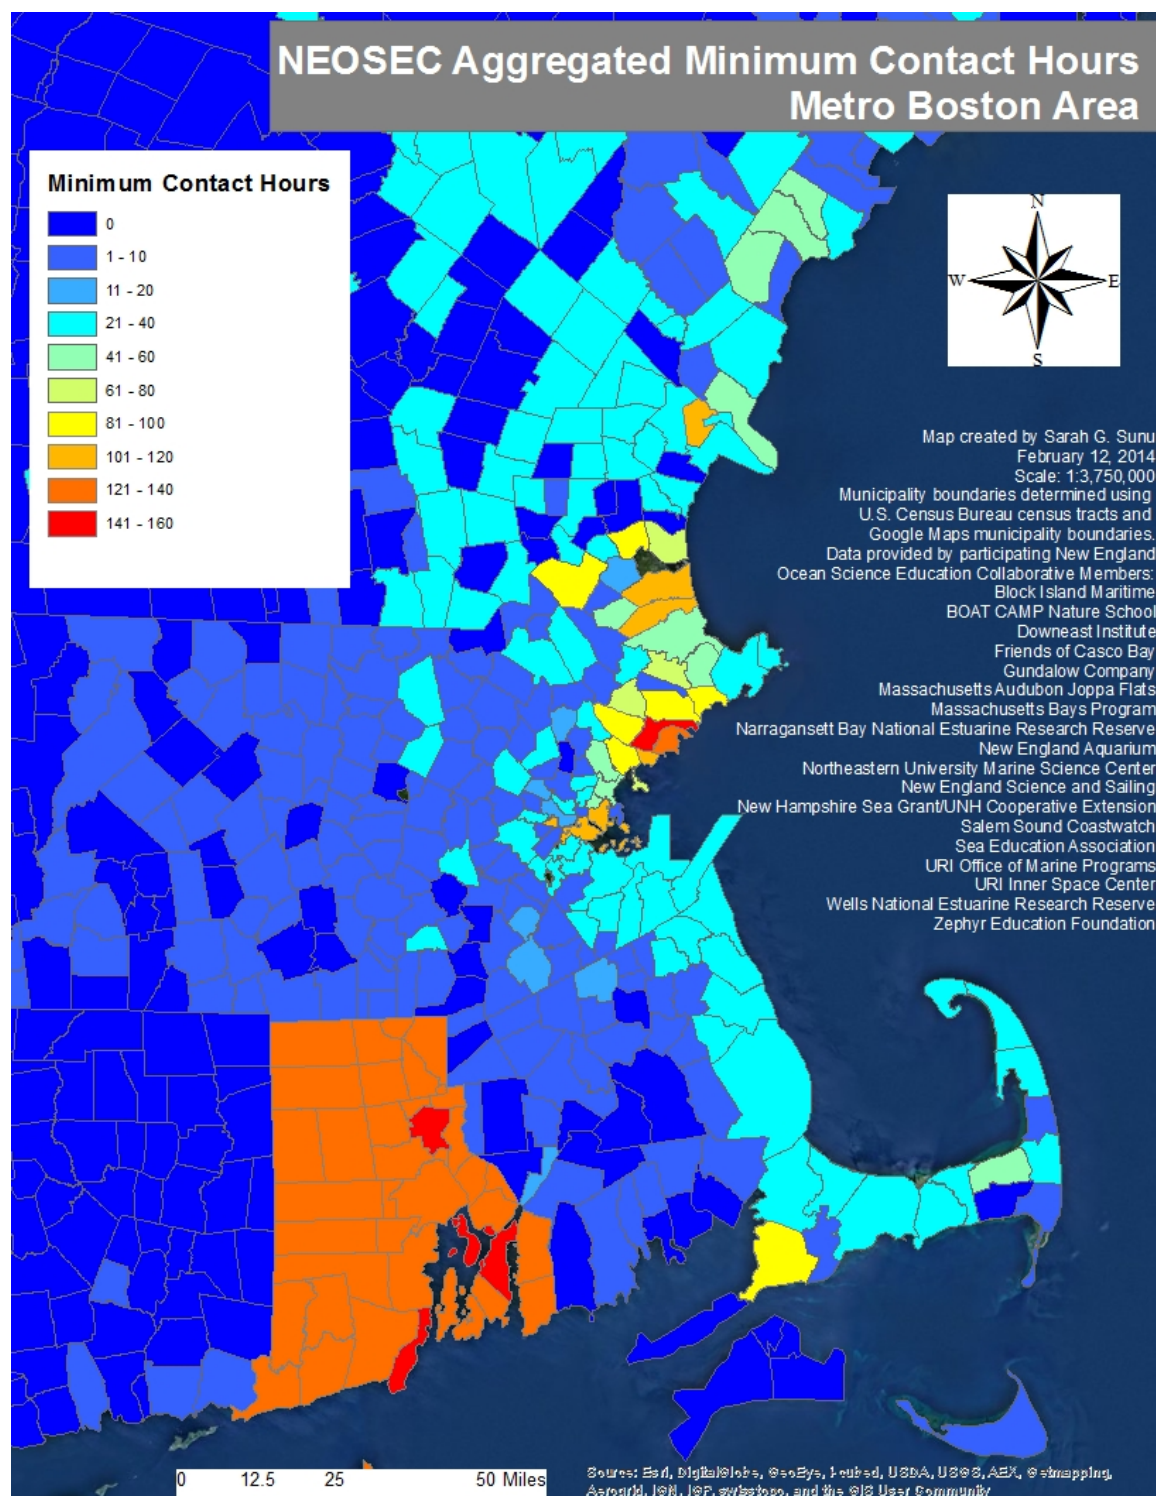 NEOSEC Aggregated Minimum Contact Hours
Metro Boston Area
Minimum Contact Hours
0
1 - 10
11 - 20
21 - 40
41 - 60
61 - 80
81 - 100
101 - 120
121 - 140
141 - 160
N
W
E
S
Map created by Sarah G. Sunu
February 12, 2014
Scale: 1:3,750,000
Municipality boundaries determined using
U.S. Census Bureau census tracts and
Google Maps municipality boundaries.
Data provided by participating New England
Ocean Science Education Collaborative Members:
Block Island Maritime
BOAT CAMP Nature School
Downeast Institute
Friends of Casco Bay
Gundalow Company
Massachusetts Audubon Joppa Flats
Massachusetts Bays Program
Narragansett Bay National Estuarine Research Reserve
New England Aquarium
Northeastern University Marine Science Center
New England Science and Sailing
New Hampshire Sea Grant/UNH Cooperative Extension
Salem Sound Coastwatch
Sea Education Association
URI Office of Marine Programs
URI Inner Space Center
Wells National Estuarine Research Reserve
Zephyr Education Foundation
0 12.5 25 50 Miles
Source: Esri, DigitalGlobe, GeoEye, i-cubed, USDA, USGS, AEX, Getmapping,
Aerogrid, IGN, IGP, swisstopo, and the GIS User Community